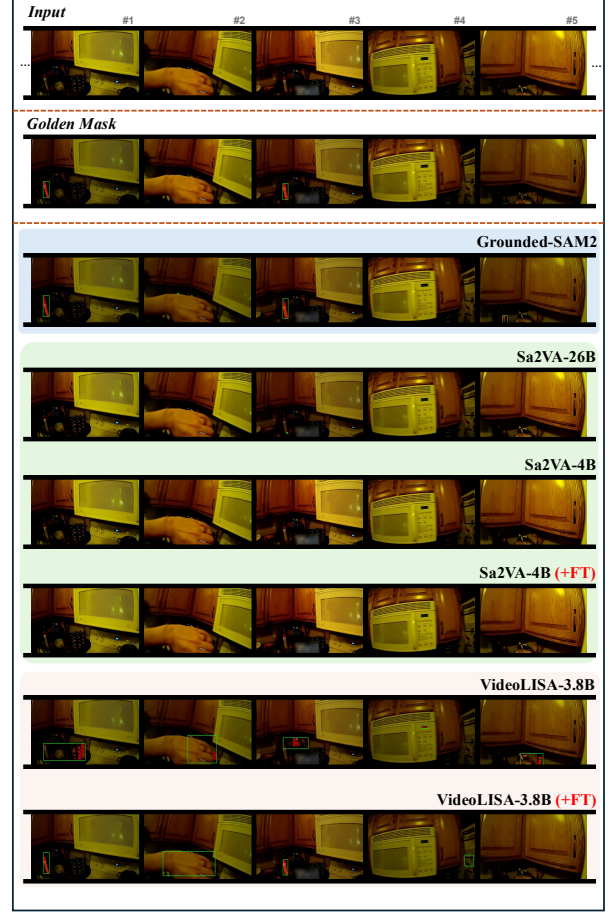 Input
#1 #2 #3 #4 #5
... ...
Golden Mask
Grounded-SAM2
Sa2VA-26B
Sa2VA-4B
Sa2VA-4B (+FT)
VideoLISA-3.8B
VideoLISA-3.8B (+FT)